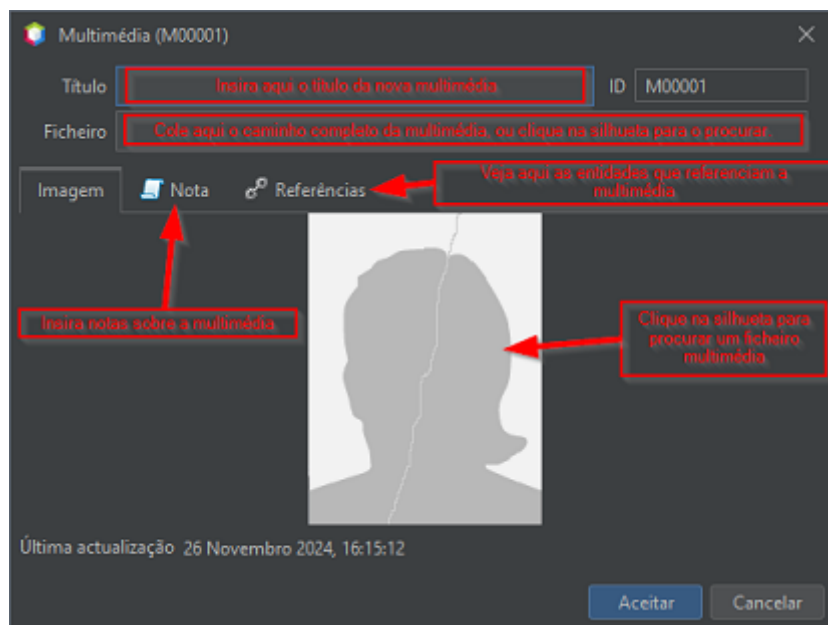 Multimédia (M00001)
Título
Insira aqui o título da nova multimédia.
ID
M00001
Ficheiro
Cole aqui o caminho completo da multimédia, ou clique na silhueta para o procurar.
Imagem
Nota
Referências
Veja aqui as entidades que referenciam a
multimédia.
Insira notas sobre a multimédia.
Clique na silhueta para
procurar um ficheiro
multimédia.
Última actualização 26 Novembro 2024, 16:15:12
Aceitar
Cancelar